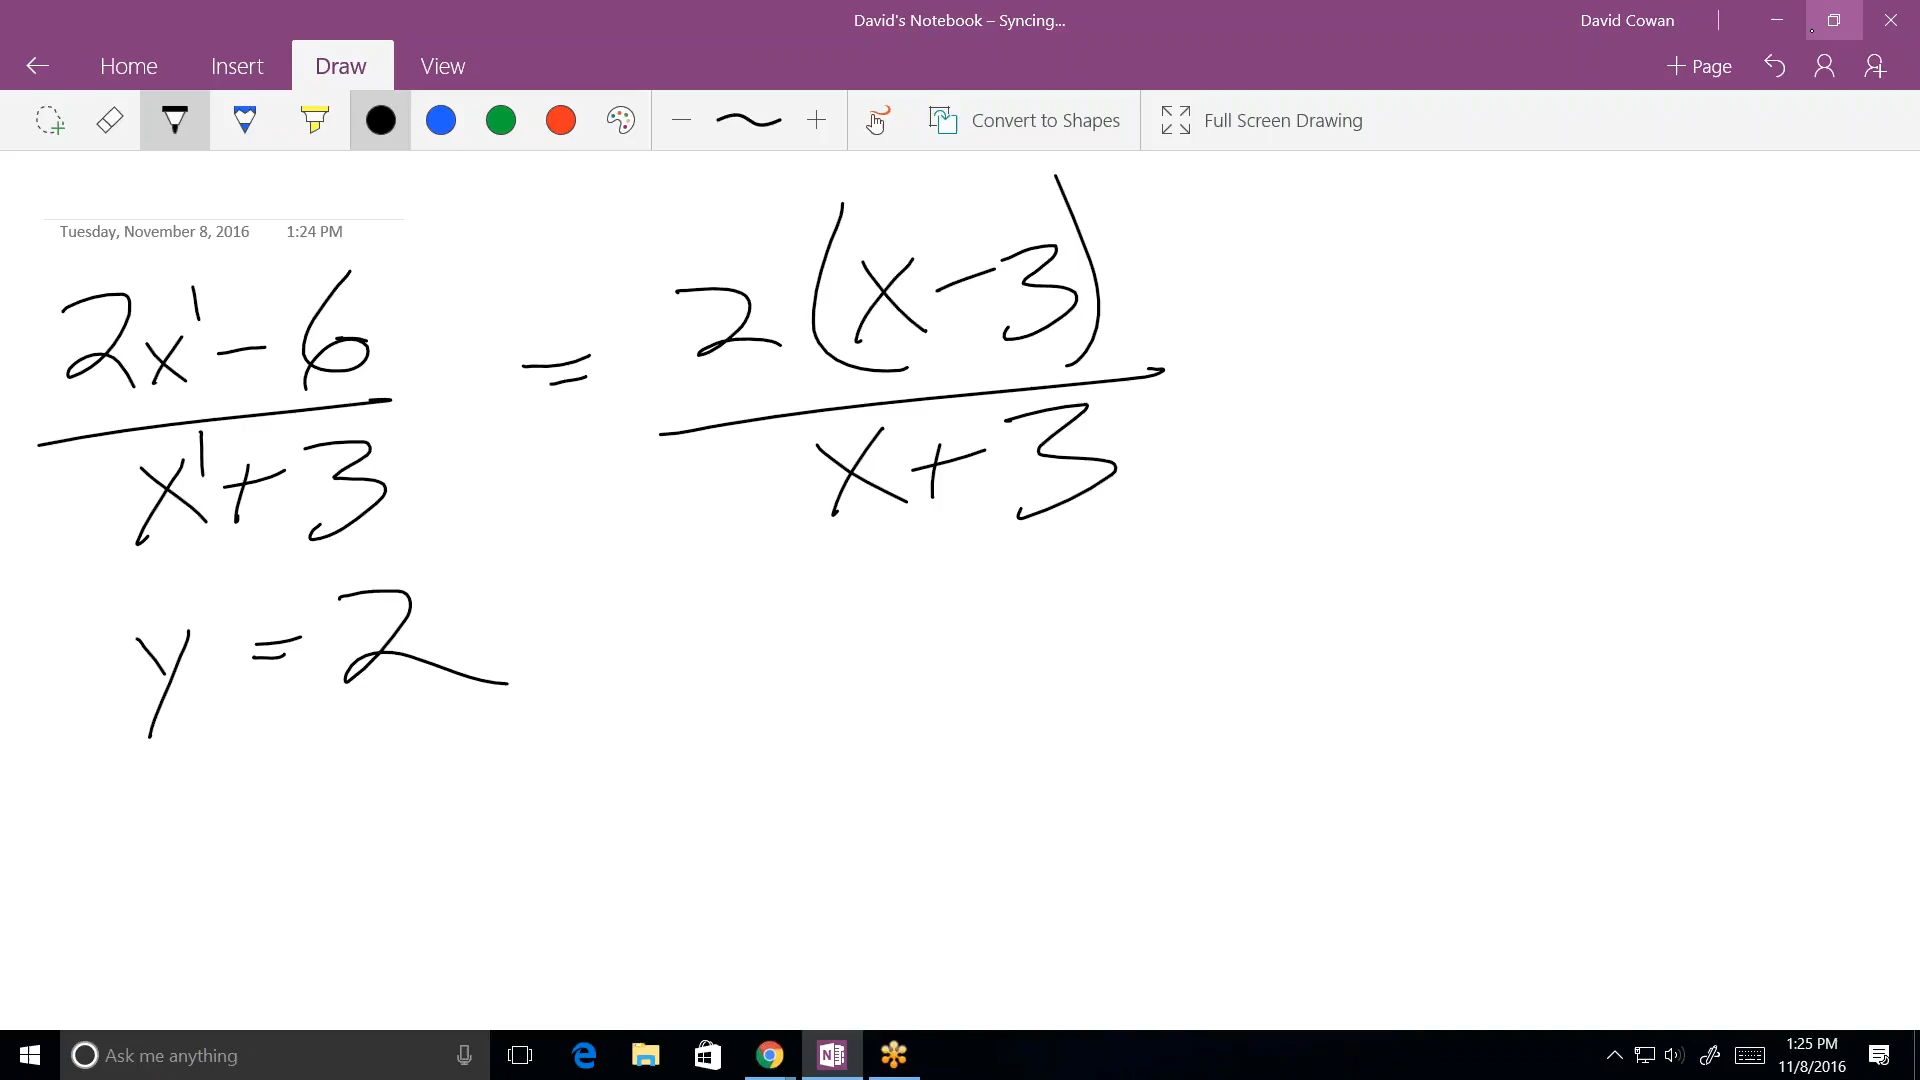 David's Notebook – Syncing...
David Cowan
Home Insert Draw View
Page
Convert to Shapes
Full Screen Drawing
Tuesday, November 8, 2016 1:24 PM
2x¹ - 6 = 2(x - 3)
x¹ + 3 x + 3
y = 2
Ask me anything
1:25 PM
11/8/2016